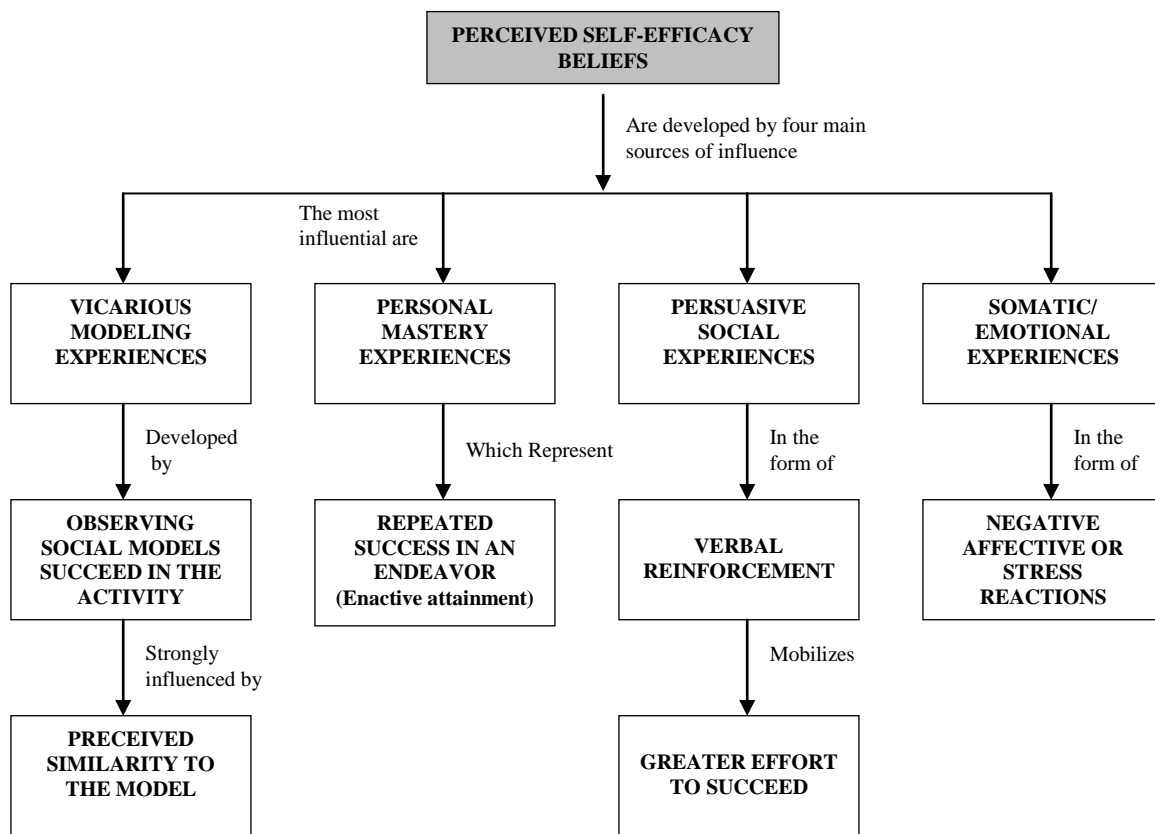 PERCEIVED SELF-EFFICACY
BELIEFS
Are developed by four main
sources of influence
The most
influential are
VICARIOUS
MODELING
EXPERIENCES
PERSONAL
MASTERY
EXPERIENCES
PERSUASIVE
SOCIAL
EXPERIENCES
SOMATIC/
EMOTIONAL
EXPERIENCES
Developed
by
Which Represent
In the
form of
In the
form of
OBSERVING
SOCIAL MODELS
SUCCEED IN THE
ACTIVITY
REPEATED
SUCCESS IN AN
ENDEAVOR
(Enactive attainment)
VERBAL
REINFORCEMENT
NEGATIVE
AFFECTIVE OR
STRESS
REACTIONS
Strongly
influenced by
Mobilizes
PRECEIVED
SIMILARITY TO
THE MODEL
GREATER EFFORT
TO SUCCEED